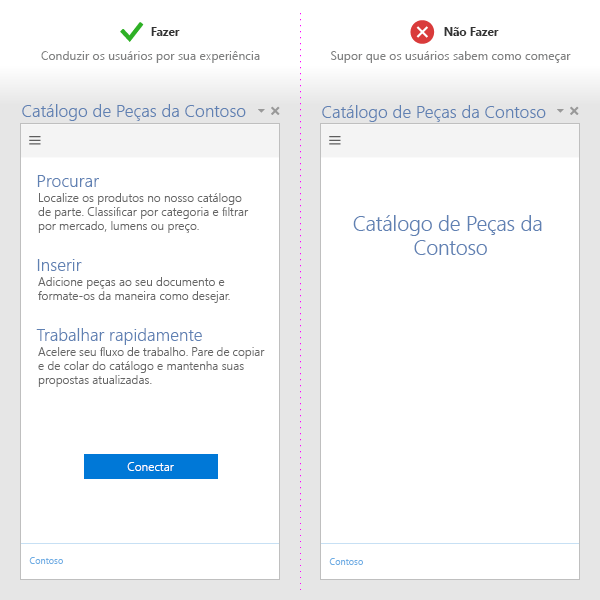 Fazer
Conduzir os usuários por sua experiência
Catálogo de Peças da Contoso
Procurar
Localize os produtos no nosso catálogo
de parte. Classificar por categoria e filtrar
por mercado, lumens ou preço.
Inserir
Adicione peças ao seu documento e
formate-os da maneira como desejar.
Trabalhar rapidamente
Acelere seu fluxo de trabalho. Pare de copiar
e de colar do catálogo e mantenha suas
propostas atualizadas.
Conectar
Contoso
Não Fazer
Supor que os usuários sabem como começar
Catálogo de Peças da Contoso
Catálogo de Peças da
Contoso
Contoso